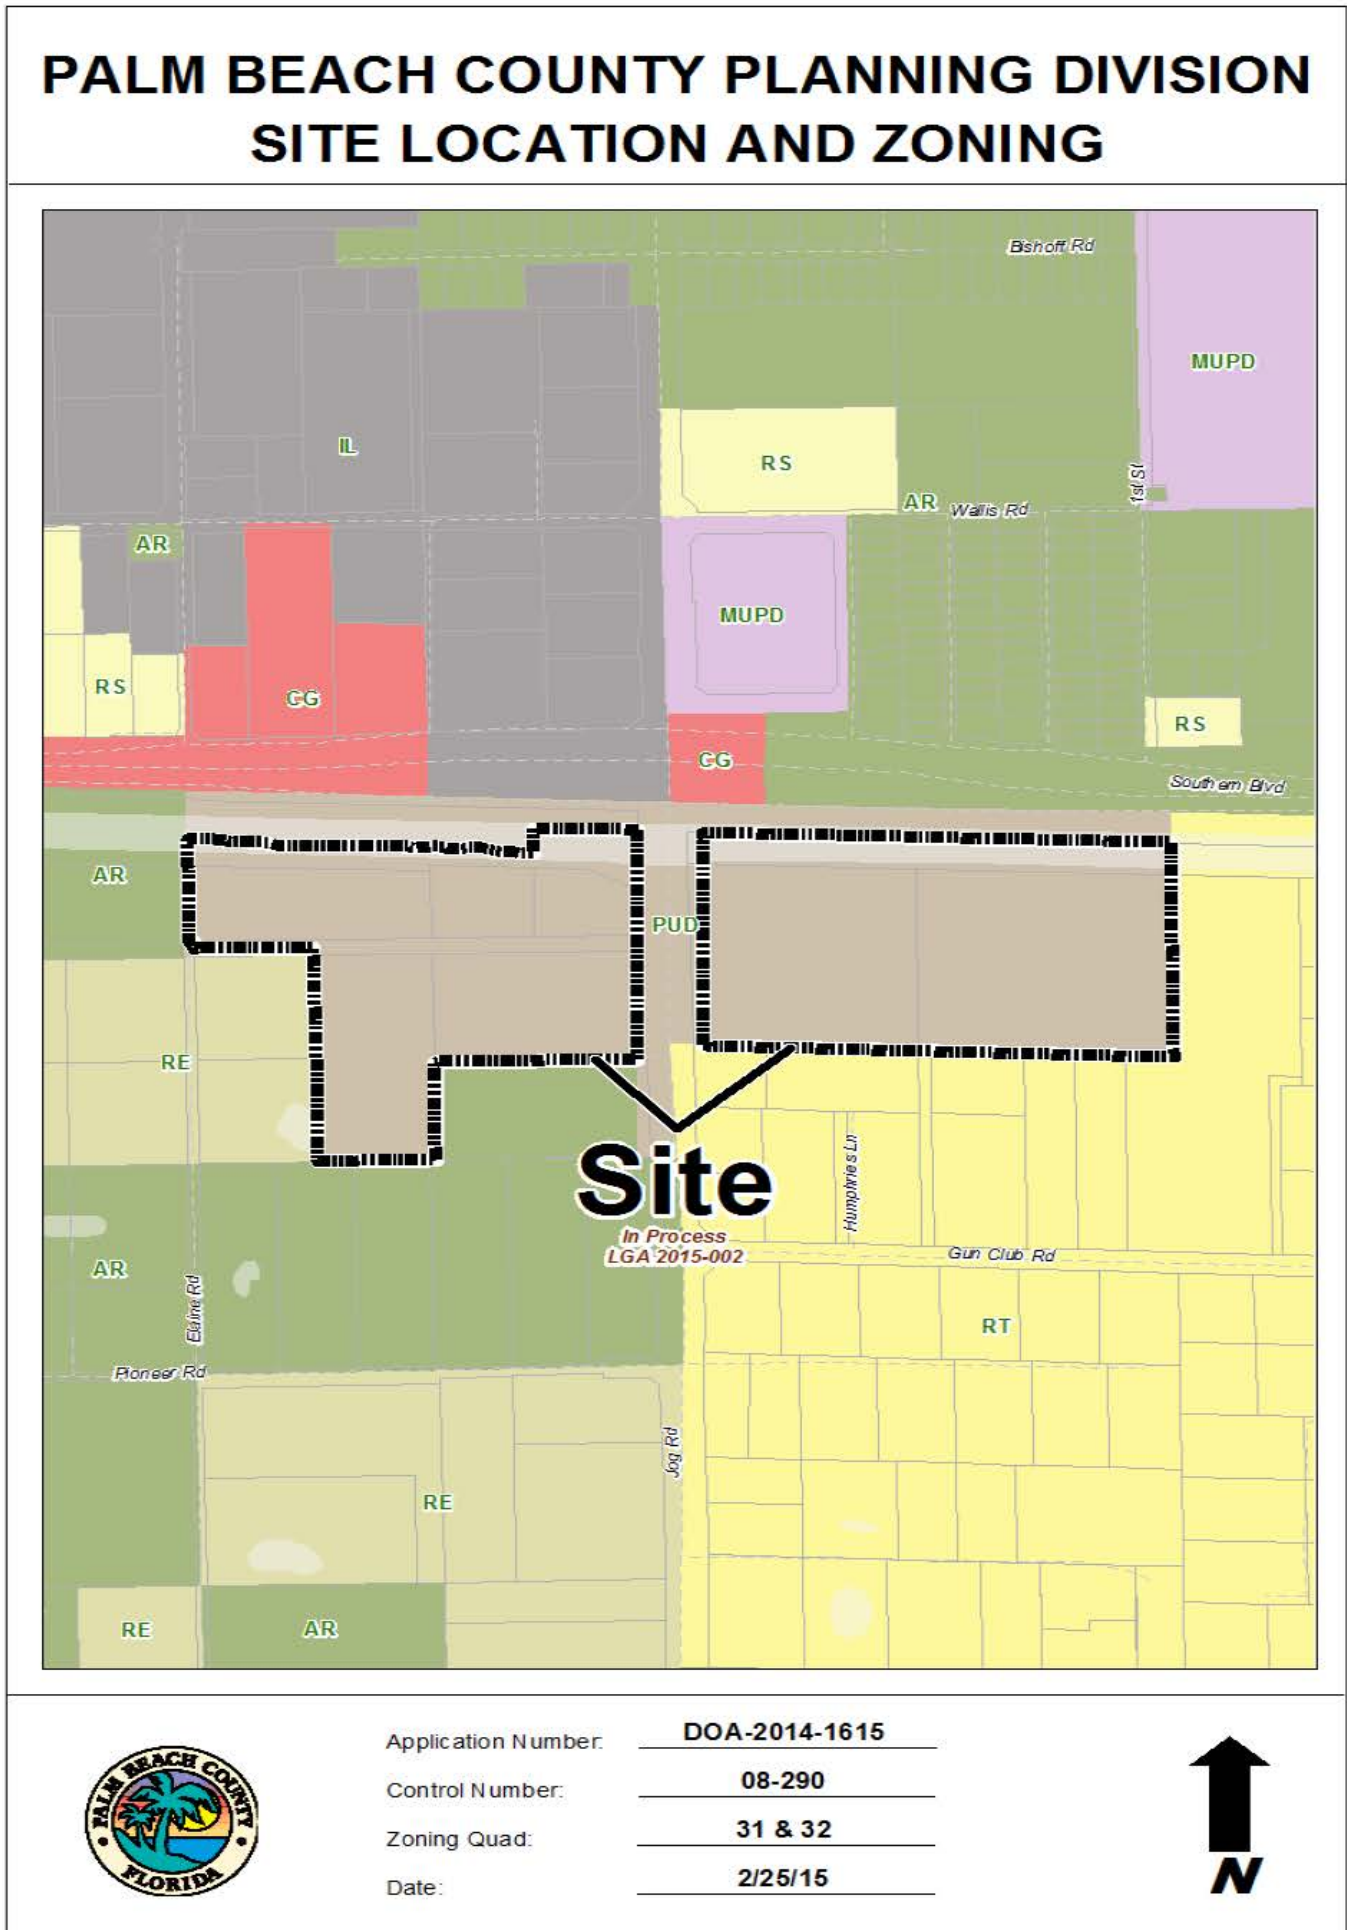 PALM BEACH COUNTY PLANNING DIVISION
SITE LOCATION AND ZONING
Bishoff Rd
MUPD
IL
RS
1st St
AR
Wallis Rd
AR
MUPD
RS
CG
RS
CG
Southern Blvd
AR
PUD
RE
Site
Humphries Ln
In Process
LGA 2015-002
Gun Club Rd
AR
Elaine Rd
RT
Pioneer Rd
Jog Rd
RE
RE
AR
PALM BEACH COUNTY
FLORIDA
Application Number: DOA-2014-1615
Control Number: 08-290
Zoning Quad: 31 & 32
Date: 2/25/15
N